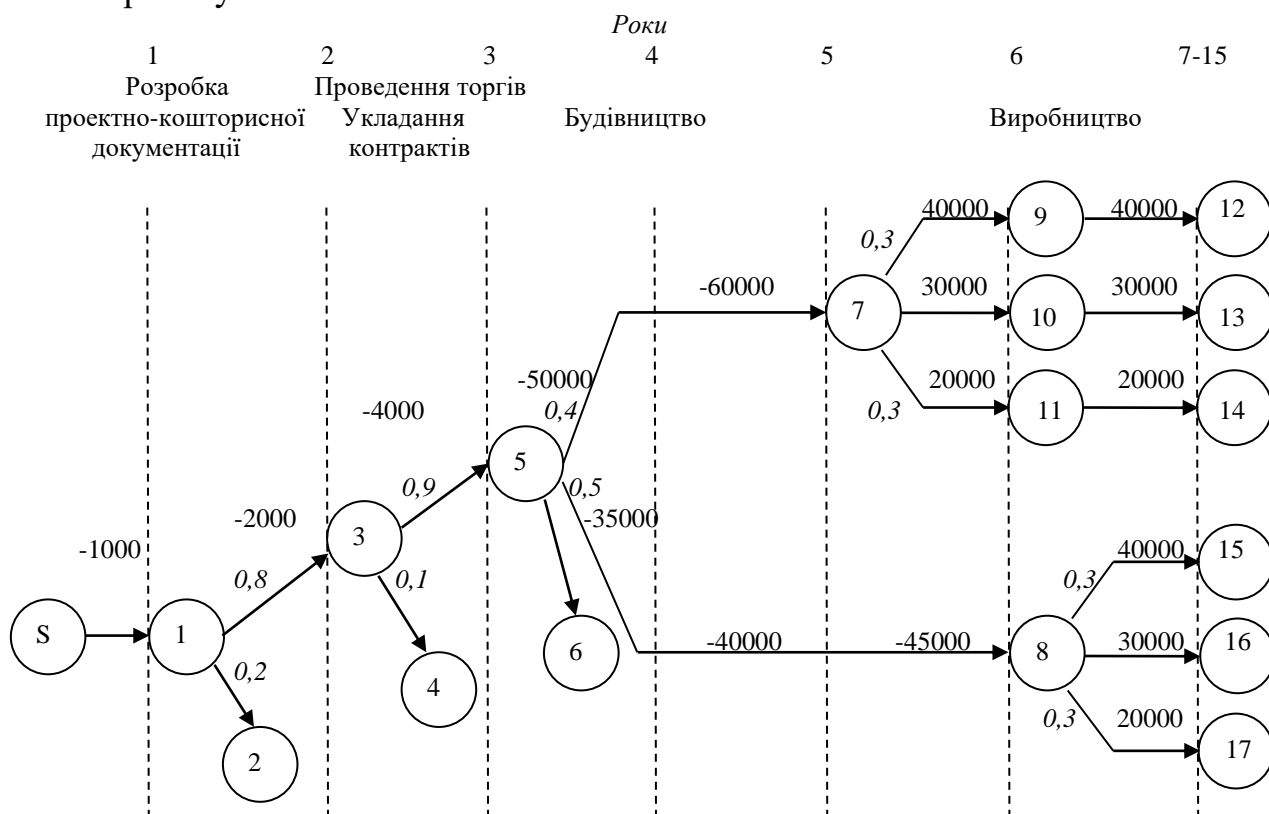 Роки
1 2 3 4 5 6 7-15
Розробка Проведення торгів
проектно-кошторисної Укладання Будівництво Виробництво
документації контрактів
40000 9 40000 12
0,3
-60000 7 30000 10 30000 13
-50000 20000 20000
0,4 0,3 11 14
-4000
5
0,9 0,5
-2000 -35000
3
-1000 40000 15
0,8 0,1 0,3
S 1 6 -40000 -45000 8 30000 16
0,2 4
0,3 20000
2 17